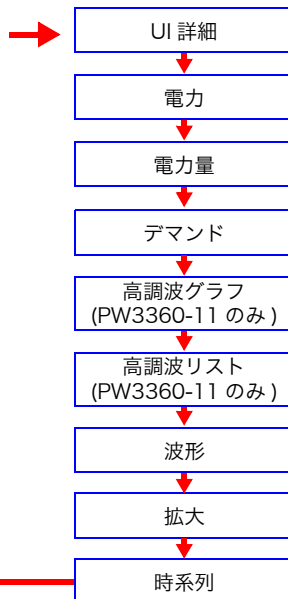 UI 詳細
電力
電力量
デマンド
高調波グラフ
(PW3360-11 のみ )
高調波リスト
(PW3360-11 のみ )
波形
拡大
時系列